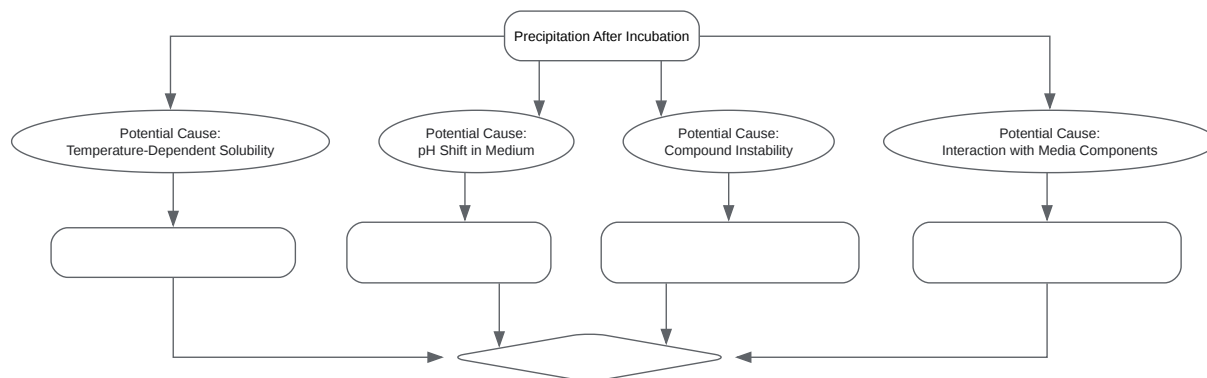 Precipitation After Incubation
Potential Cause:
Temperature-Dependent Solubility
Potential Cause:
pH Shift in Medium
Potential Cause:
Compound Instability
Potential Cause:
Interaction with Media Components